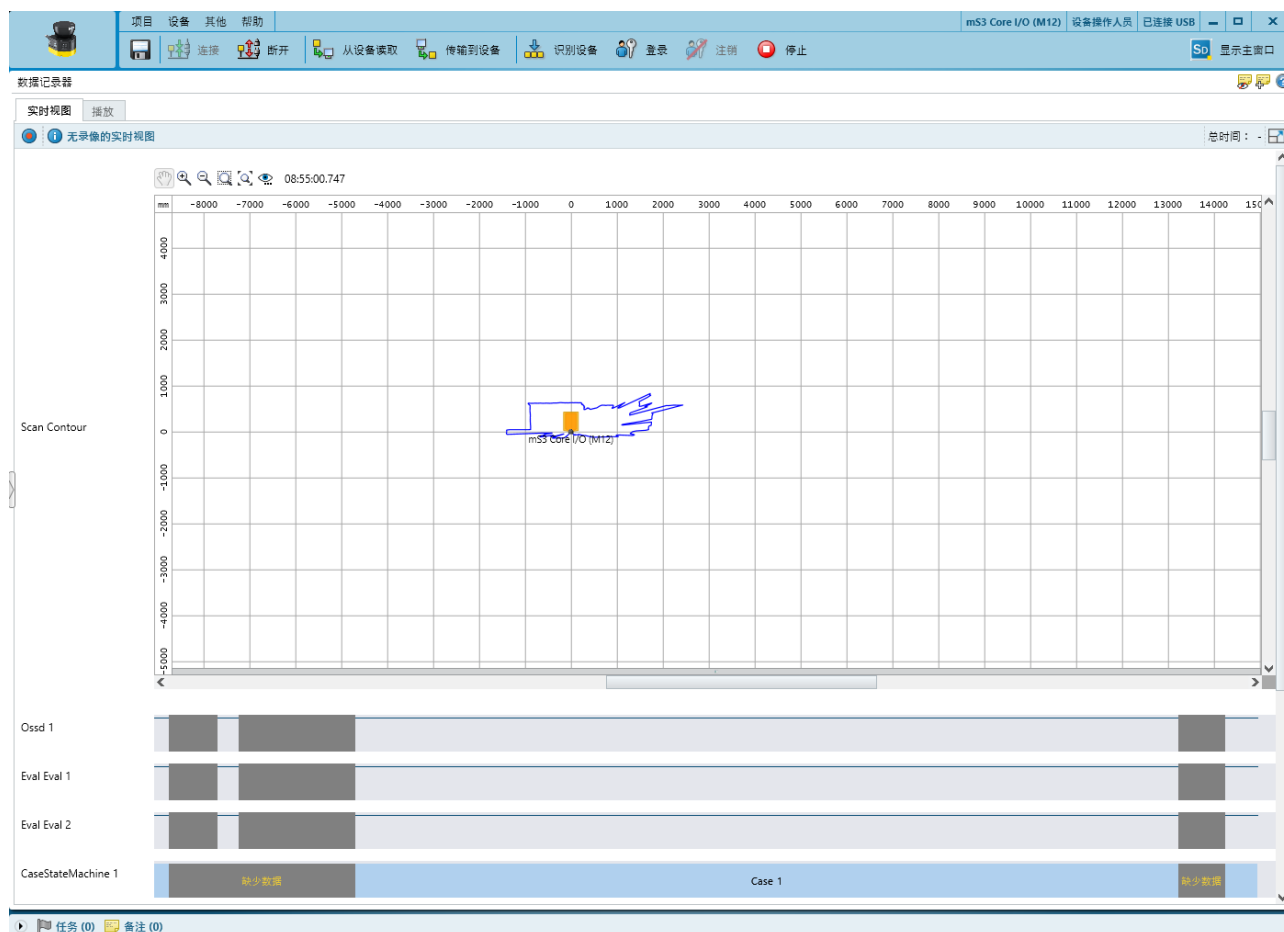 项目 设备 其他 帮助 mS3 Core I/O (M12) 设备操作人员 已连接 USB
连接 断开 从设备读取 传输到设备 识别设备 登录 注销 停止 SD 显示主窗口
数据记录器
实时视图 播放
无录像的实时视图 总时间： -
08:55:00.747
mm -8000 -7000 -6000 -5000 -4000 -3000 -2000 -1000 0 1000 2000 3000 4000 5000 6000 7000 8000 9000 10000 11000 12000 13000 14000
4000
3000
2000
1000
Scan Contour
0
mS3 Core I/O (M12)
-1000
-2000
-3000
-4000
-5000
Ossd 1
Eval Eval 1
Eval Eval 2
CaseStateMachine 1 缺少数据 Case 1 缺少数据
任务 (0) 备注 (0)